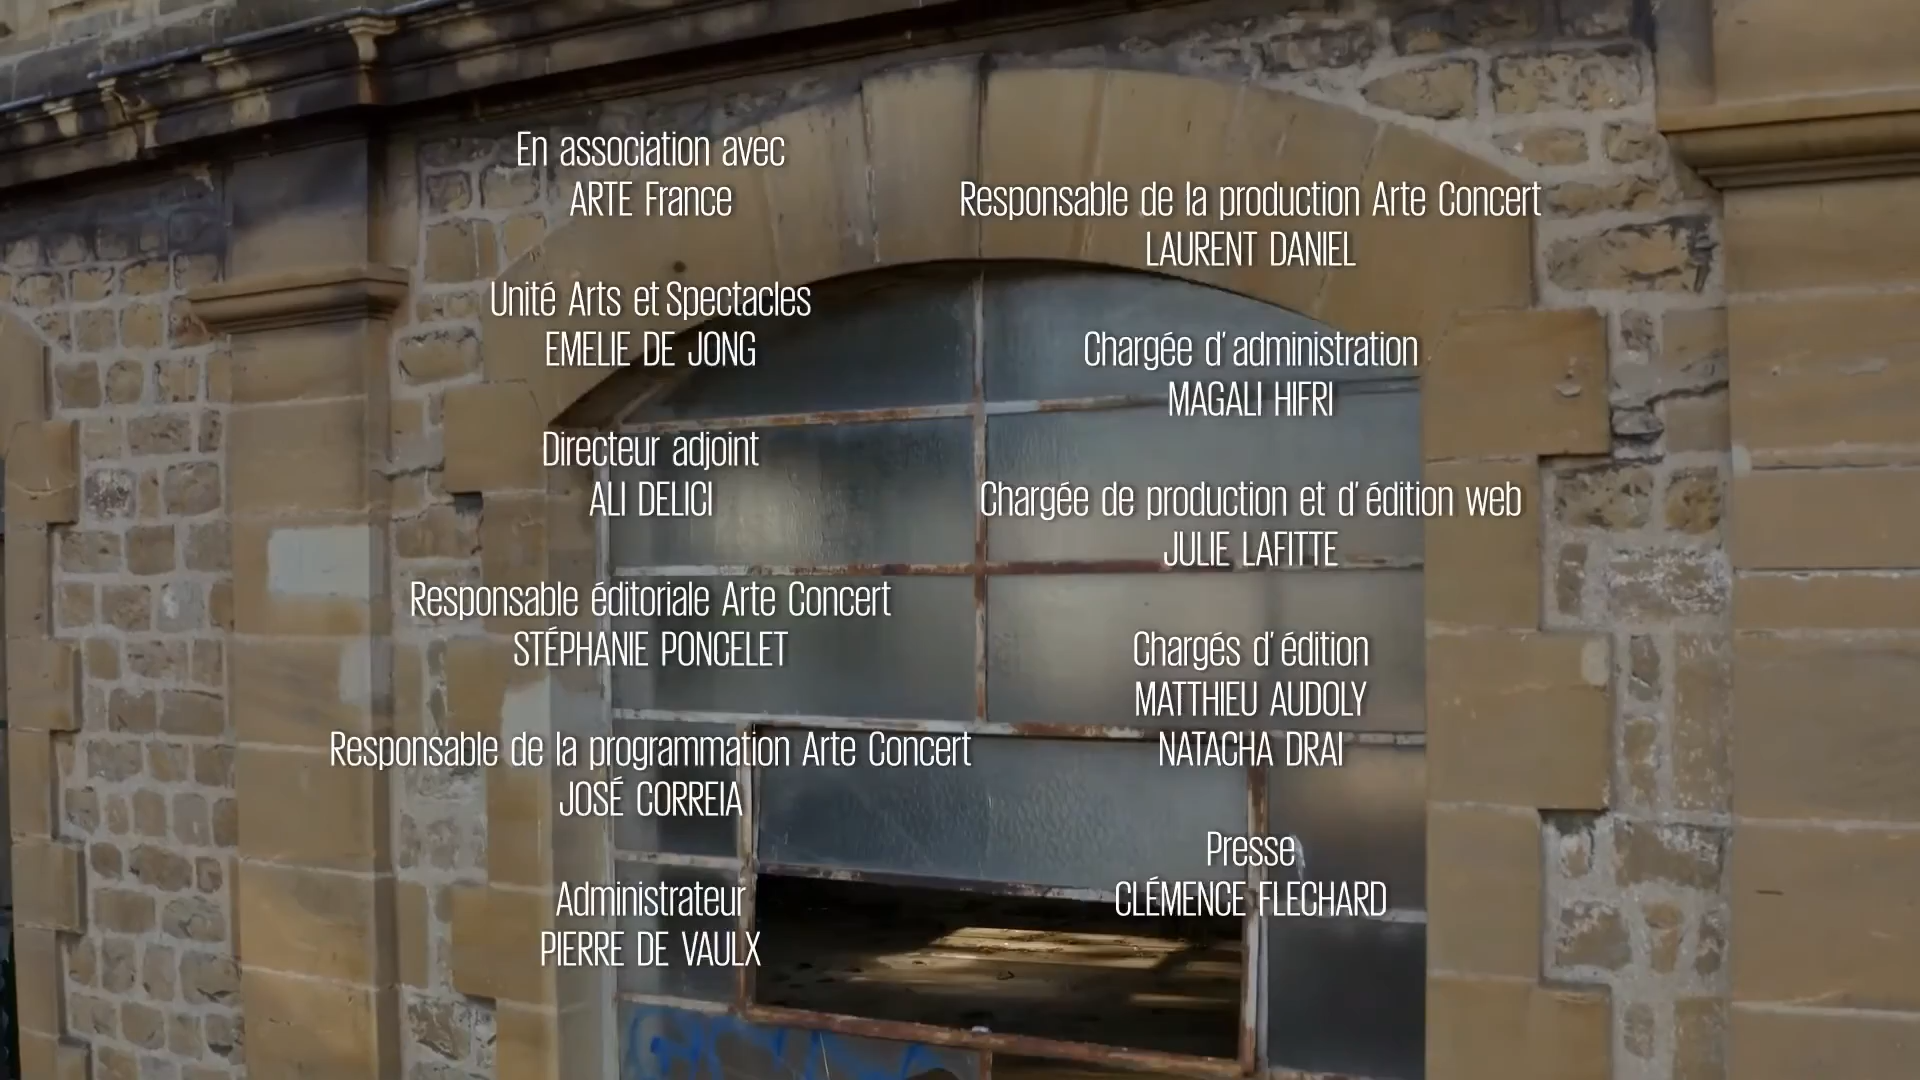 En association avec
ARTE France
Unité Arts et Spectacles
EMELIE DE JONG
Directeur adjoint
ALI DELICI
Responsable éditoriale Arte Concert
STÉPHANIE PONCELET
Responsable de la programmation Arte Concert
JOSÉ CORREIA
Administrateur
PIERRE DE VAULX
Responsable de la production Arte Concert
LAURENT DANIEL
Chargée d'administration
MAGALI HIFRI
Chargée de production et d'édition web
JULIE LAFITTE
Chargés d'édition
MATTHIEU AUDOLY
NATACHA DRAI
Presse
CLÉMENCE FLECHARD